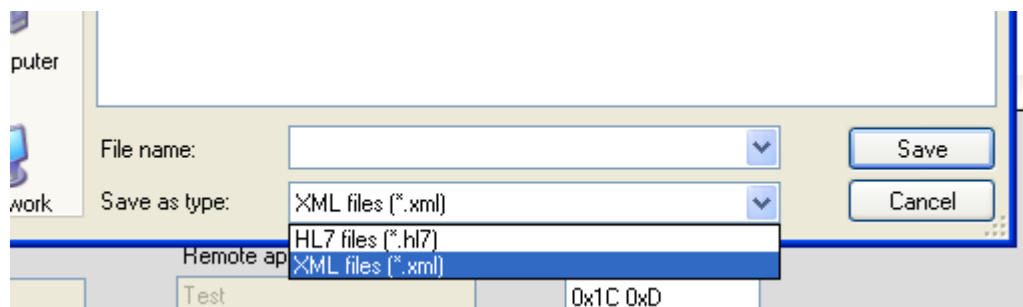 puter
File name:
Save
work
Save as type:
XML files (*.xml)
Cancel
HL7 files (*.hl7)
XML files (*.xml)
Remote ap
Test
0x1C 0xD